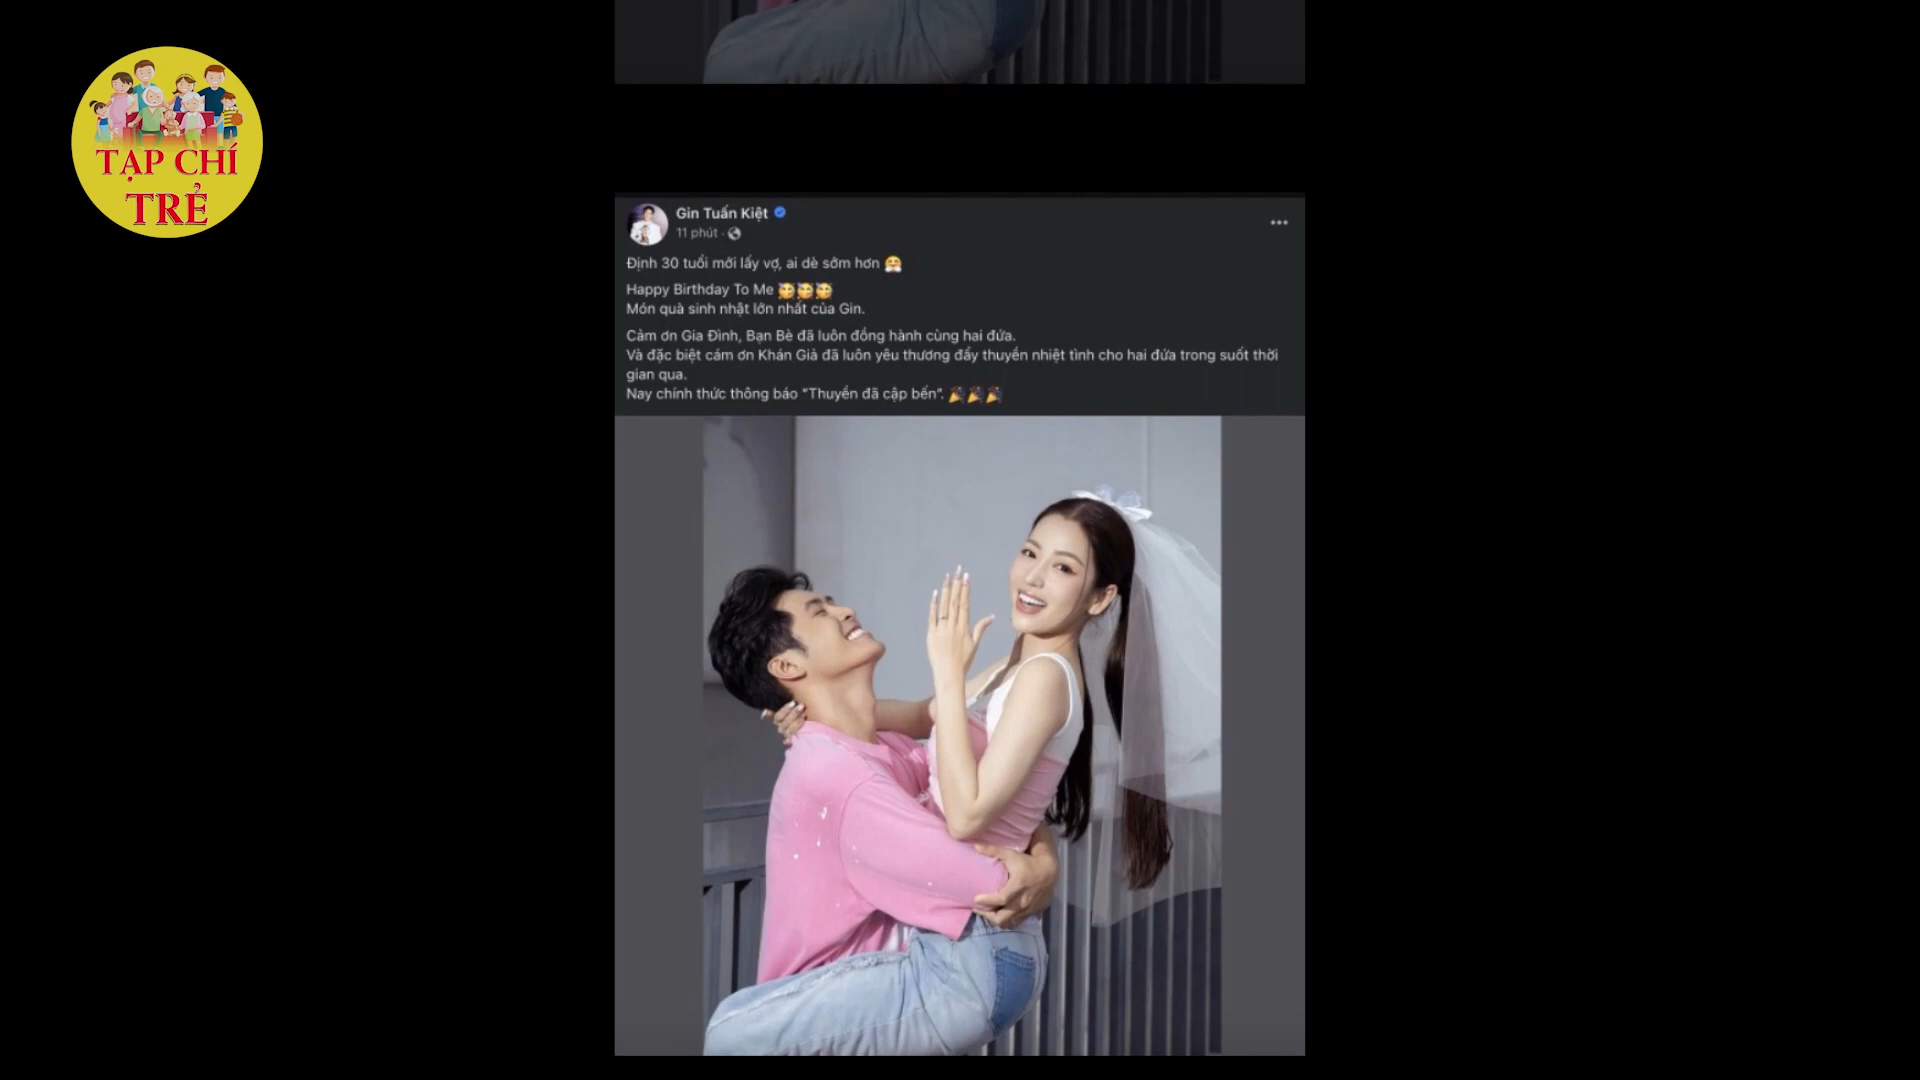 TẠP CHÍ
TRẺ
Gin Tuấn Kiệt
11 phút ·
Định 30 tuổi mới lấy vợ, ai dè sớm hơn 🤗
Happy Birthday To Me 🥳🥳🥳
Món quà sinh nhật lớn nhất của Gin.
Cảm ơn Gia Đình, Bạn Bè đã luôn đồng hành cùng hai đứa.
Và đặc biệt cám ơn Khán Giả đã luôn yêu thương đẩy thuyền nhiệt tình cho hai đứa trong suốt thời
gian qua.
Nay chính thức thông báo "Thuyền đã cập bến". 🎉🎉🎉